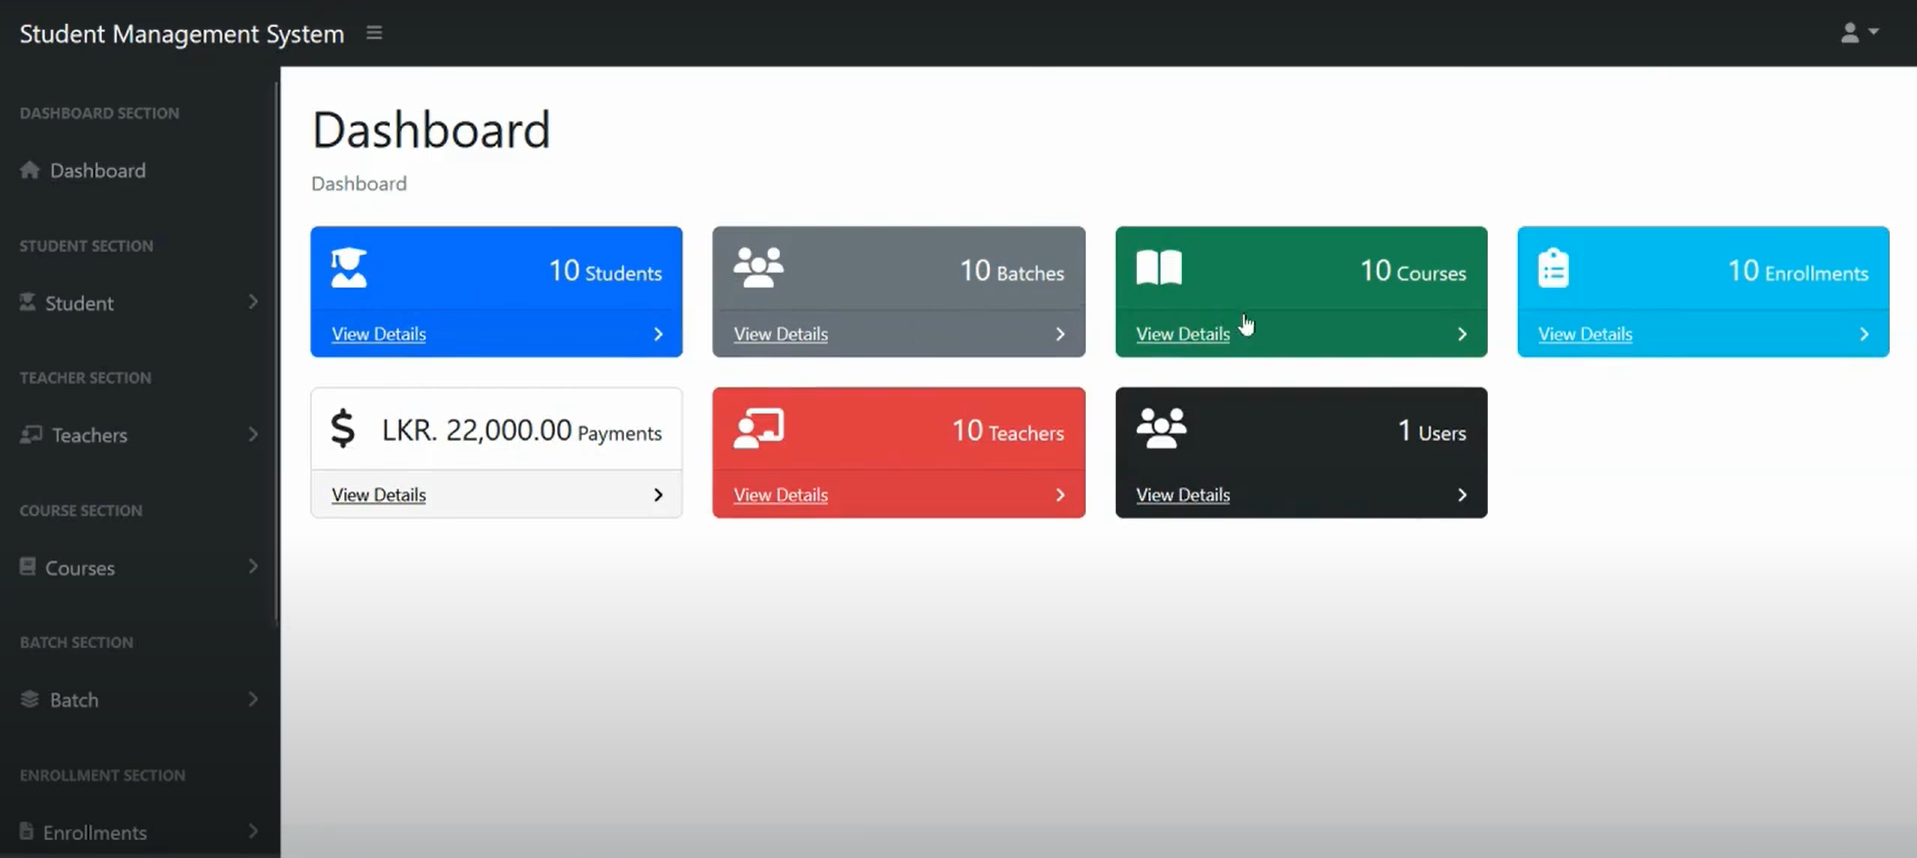 Student Management System
DASHBOARD SECTION
Dashboard
STUDENT SECTION
Student
TEACHER SECTION
Teachers
COURSE SECTION
Courses
BATCH SECTION
Batch
ENROLLMENT SECTION
Enrollments
Dashboard
Dashboard
10 Students
View Details
10 Batches
View Details
10 Courses
View Details
10 Enrollments
View Details
$ LKR. 22,000.00 Payments
View Details
10 Teachers
View Details
1 Users
View Details